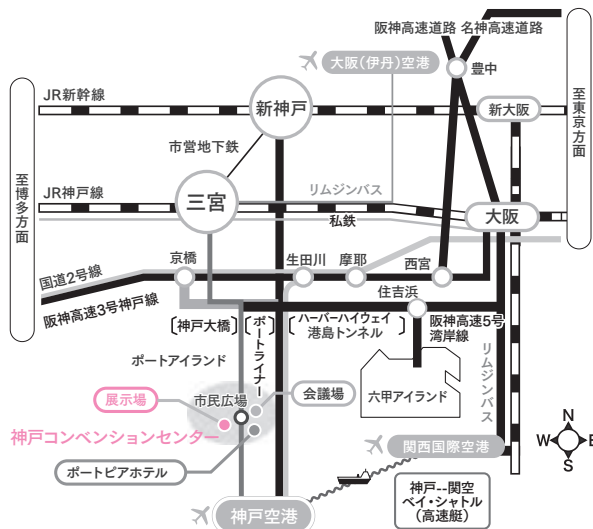 阪神高速道路 名神高速道路
大阪(伊丹)空港
豊中
JR新幹線
新神戸
新大阪
至東京方面
至博多方面
市営地下鉄
リムジンバス
JR神戸線
三宮
私鉄
大阪
京橋
生田川
摩耶
西宮
国道2号線
阪神高速3号神戸線
住吉浜
〔神戸大橋〕
〔ポートライナー〕
〔ハーバーハイウェイ
港島トンネル〕
阪神高速5号
湾岸線
リムジンバス
ポートアイランド
六甲アイランド
展示場
市民広場
会議場
神戸コンベンションセンター
ポートピアホテル
関西国際空港
N
W
E
S
神戸--関空
ベイ・シャトル
(高速艇)
神戸空港